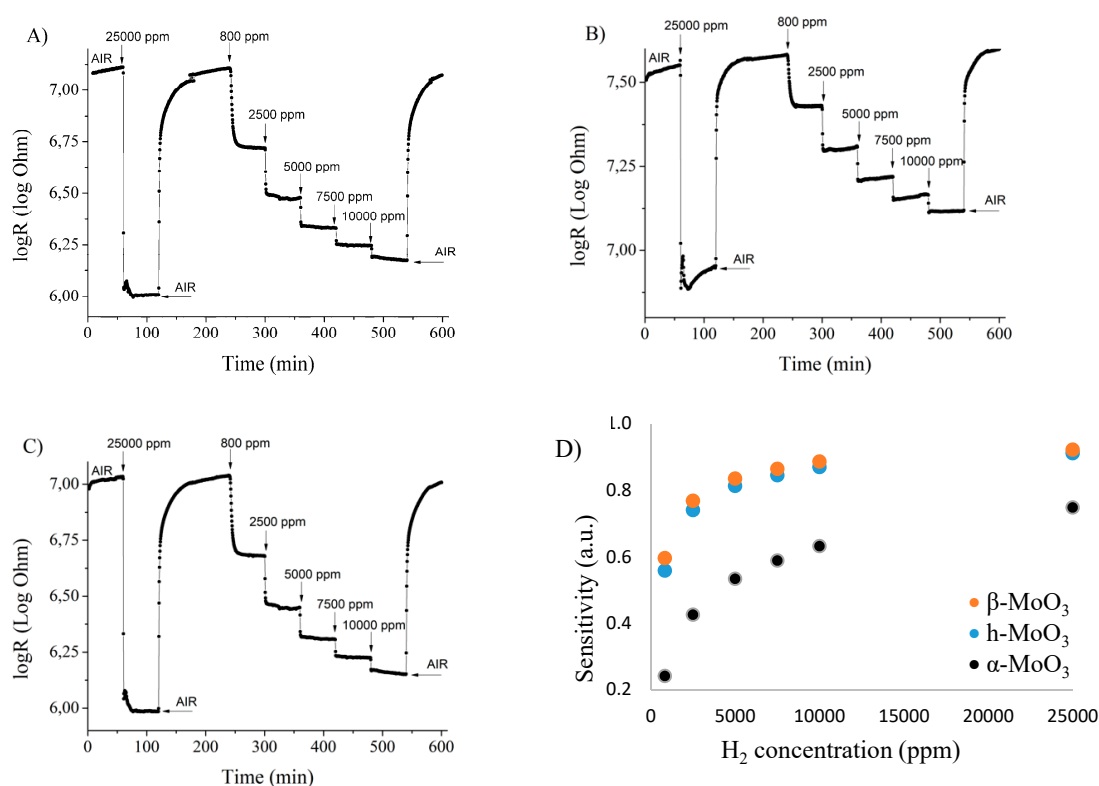 A)
25000 ppm
800 ppm
AIR
2500 ppm
5000 ppm
7500 ppm
10000 ppm
AIR
AIR
7,00
6,75
6,50
6,25
6,00
logR (log Ohm)
0 100 200 300 400 500 600
Time (min)
B)
25000 ppm
800 ppm
AIR
2500 ppm
5000 ppm
7500 ppm
10000 ppm
AIR
AIR
7,50
7,25
7,00
logR (Log Ohm)
0 100 200 300 400 500 600
Time (min)
C)
25000 ppm
800 ppm
AIR
2500 ppm
5000 ppm
7500 ppm
10000 ppm
AIR
AIR
7,00
6,75
6,50
6,25
6,00
logR (Log Ohm)
0 100 200 300 400 500 600
Time (min)
D)
1.0
0.8
0.6
0.4
0.2
Sensitivity (a.u.)
β-MoO₃
h-MoO₃
α-MoO₃
0 5000 10000 15000 20000 25000
H₂ concentration (ppm)